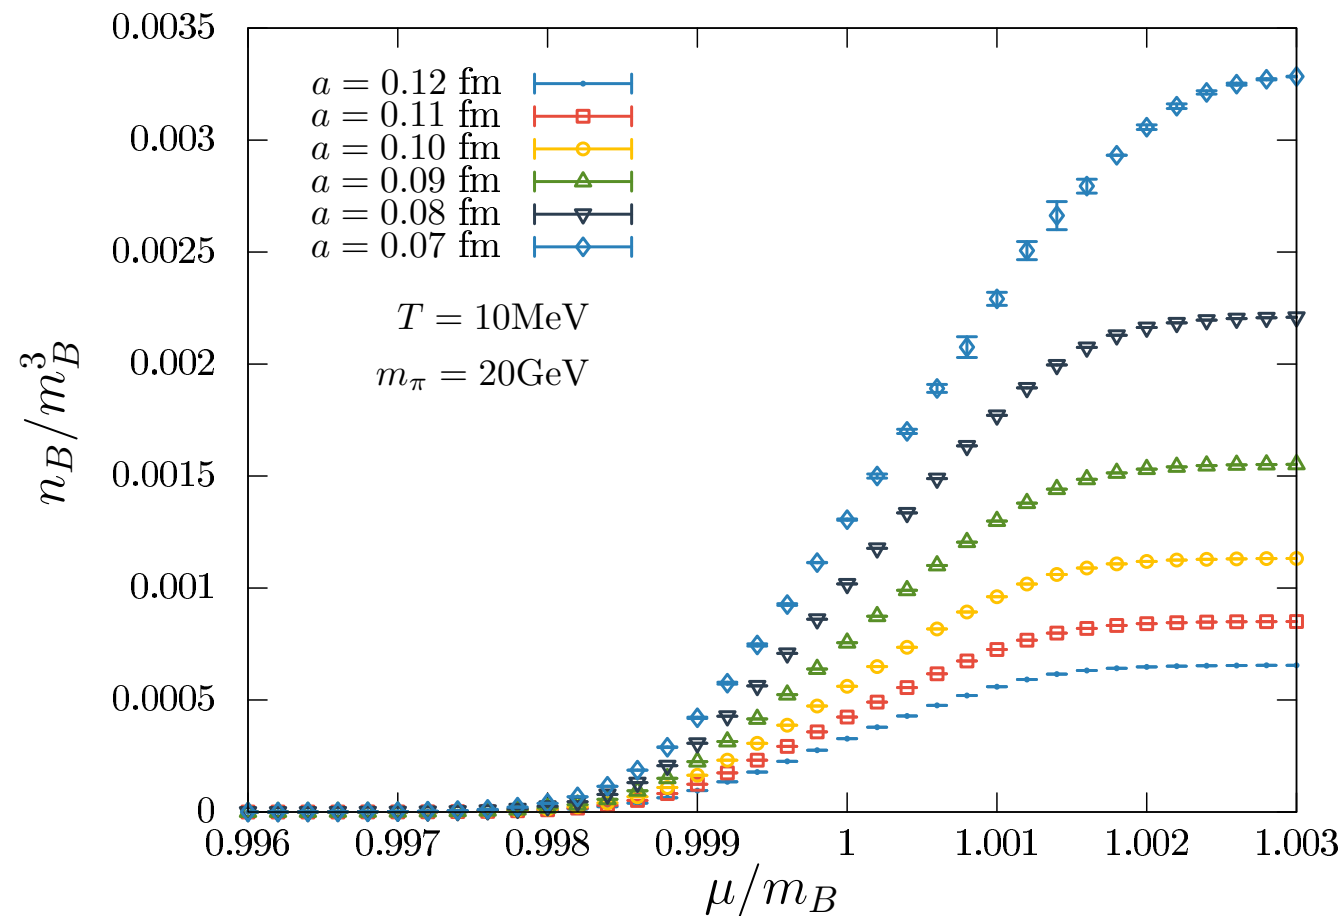 0.0035
0.003
0.0025
0.002
0.0015
0.001
0.0005
0
n_B/m_B^3
a = 0.12 fm
a = 0.11 fm
a = 0.10 fm
a = 0.09 fm
a = 0.08 fm
a = 0.07 fm
T = 10MeV
m_π = 20GeV
0.996 0.997 0.998 0.999 1 1.001 1.002 1.003
μ/m_B